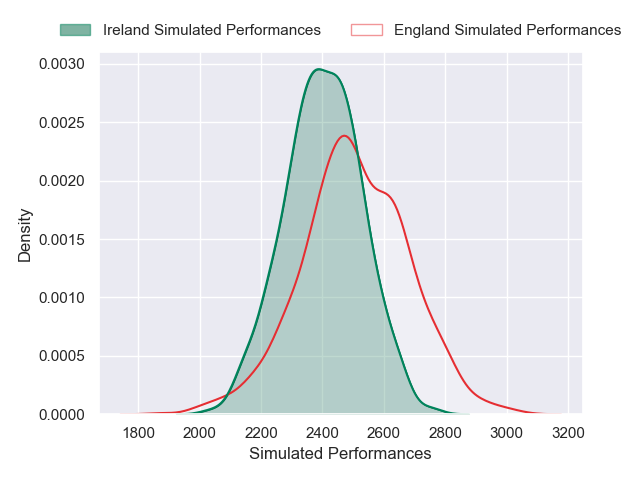 Ireland Simulated Performances England Simulated Performances
0.0030
0.0025
0.0020
0.0015
0.0010
0.0005
0.0000
Density
1800 2000 2200 2400 2600 2800 3000 3200
Simulated Performances